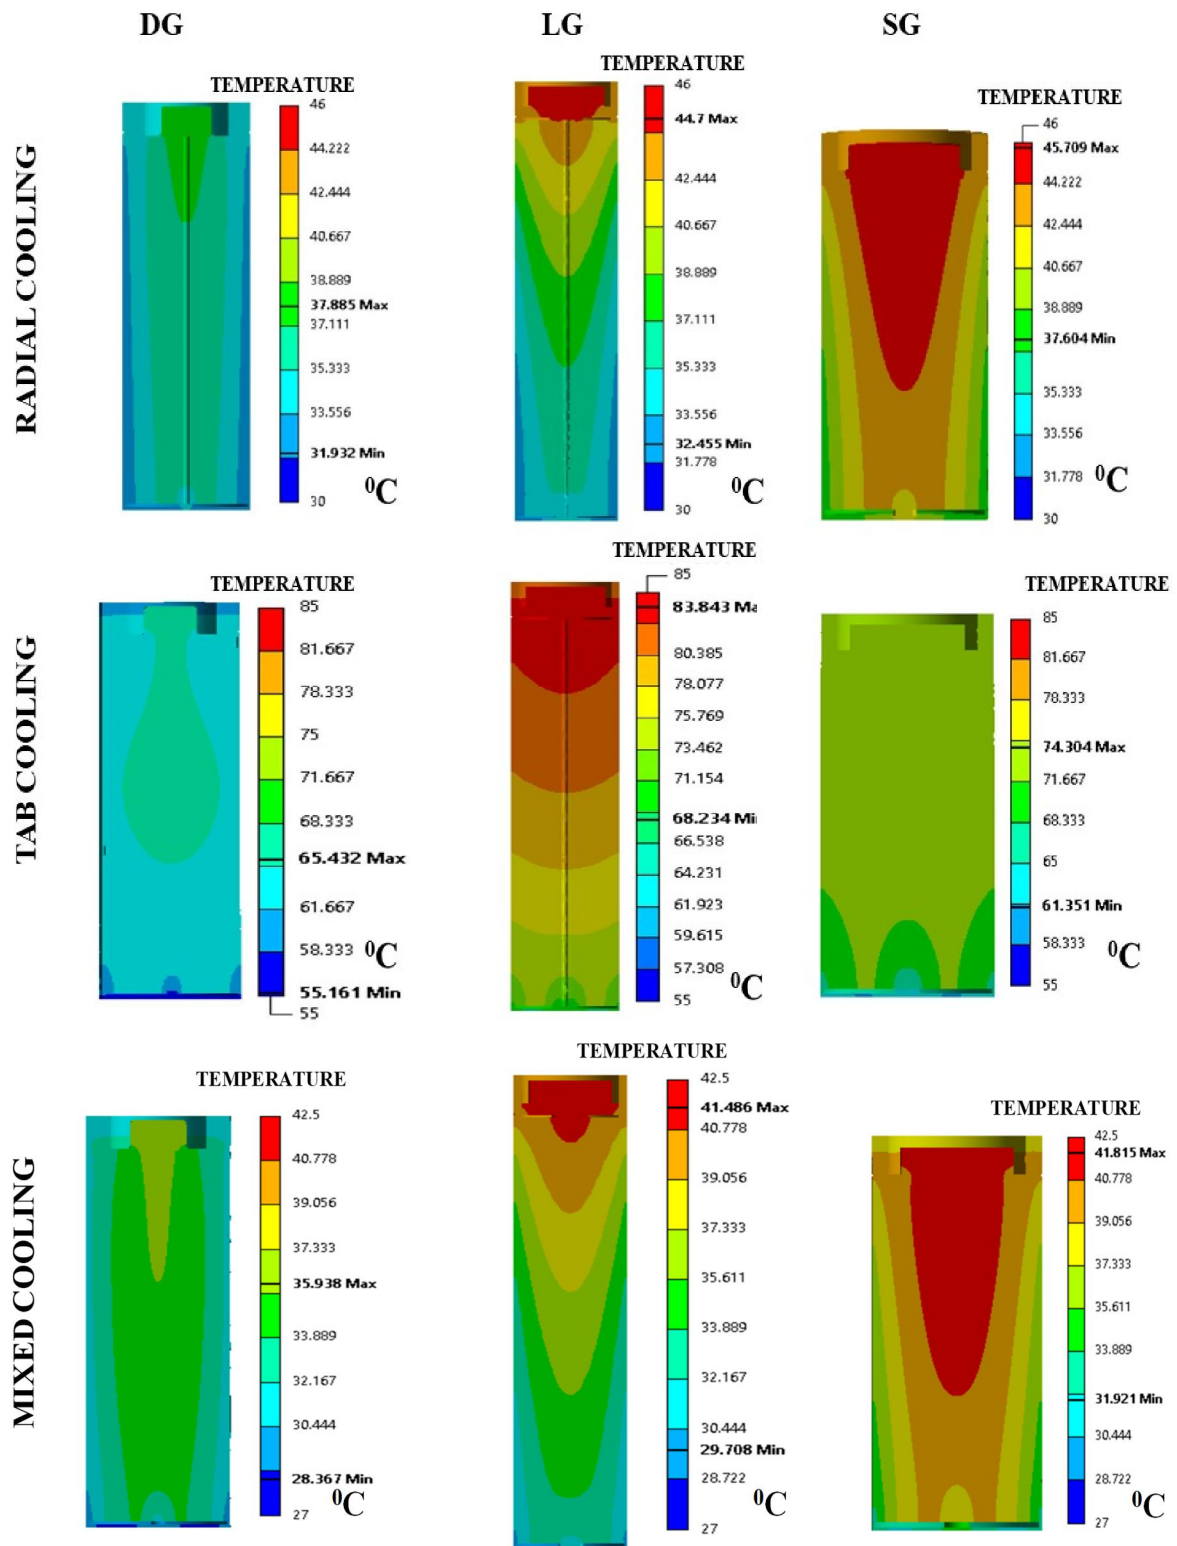 DG
LG
SG
RADIAL COOLING
TEMPERATURE
46
44.222
42.444
40.667
38.889
37.885 Max
37.111
35.333
33.556
31.932 Min
30
⁰C
TEMPERATURE
46
44.7 Max
42.444
40.667
38.889
37.111
35.333
33.556
32.455 Min
31.778
30
⁰C
TEMPERATURE
46
45.709 Max
44.222
42.444
40.667
38.889
37.604 Min
35.333
33.556
31.778
30
⁰C
TAB COOLING
TEMPERATURE
85
81.667
78.333
75
71.667
68.333
65.432 Max
61.667
58.333
55.161 Min
55
⁰C
TEMPERATURE
85
83.843 Ma
80.385
78.077
75.769
73.462
71.154
68.234 Mi
66.538
64.231
61.923
59.615
57.308
55
⁰C
TEMPERATURE
85
81.667
78.333
74.304 Max
71.667
68.333
65
61.351 Min
58.333
55
⁰C
MIXED COOLING
TEMPERATURE
42.5
40.778
39.056
37.333
35.938 Max
33.889
32.167
30.444
28.367 Min
27
⁰C
TEMPERATURE
42.5
41.486 Max
40.778
39.056
37.333
35.611
33.889
32.167
30.444
29.708 Min
28.722
27
⁰C
TEMPERATURE
42.5
41.815 Max
40.778
39.056
37.333
35.611
33.889
31.921 Min
30.444
28.722
27
⁰C